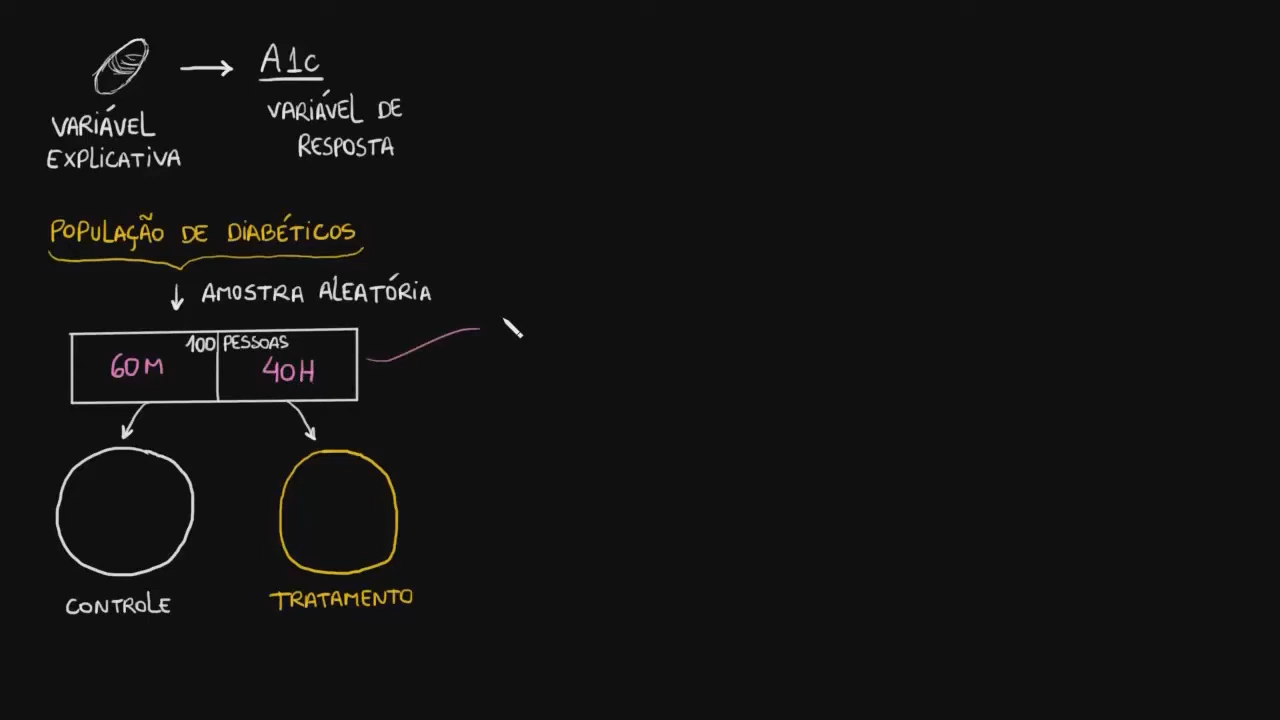 A1c
VARIÁVEL
EXPLICATIVA
VARIÁVEL DE
RESPOSTA
POPULAÇÃO DE DIABÉTICOS
↓ AMOSTRA ALEATÓRIA
100 PESSOAS
60M 40H
CONTROLE
TRATAMENTO